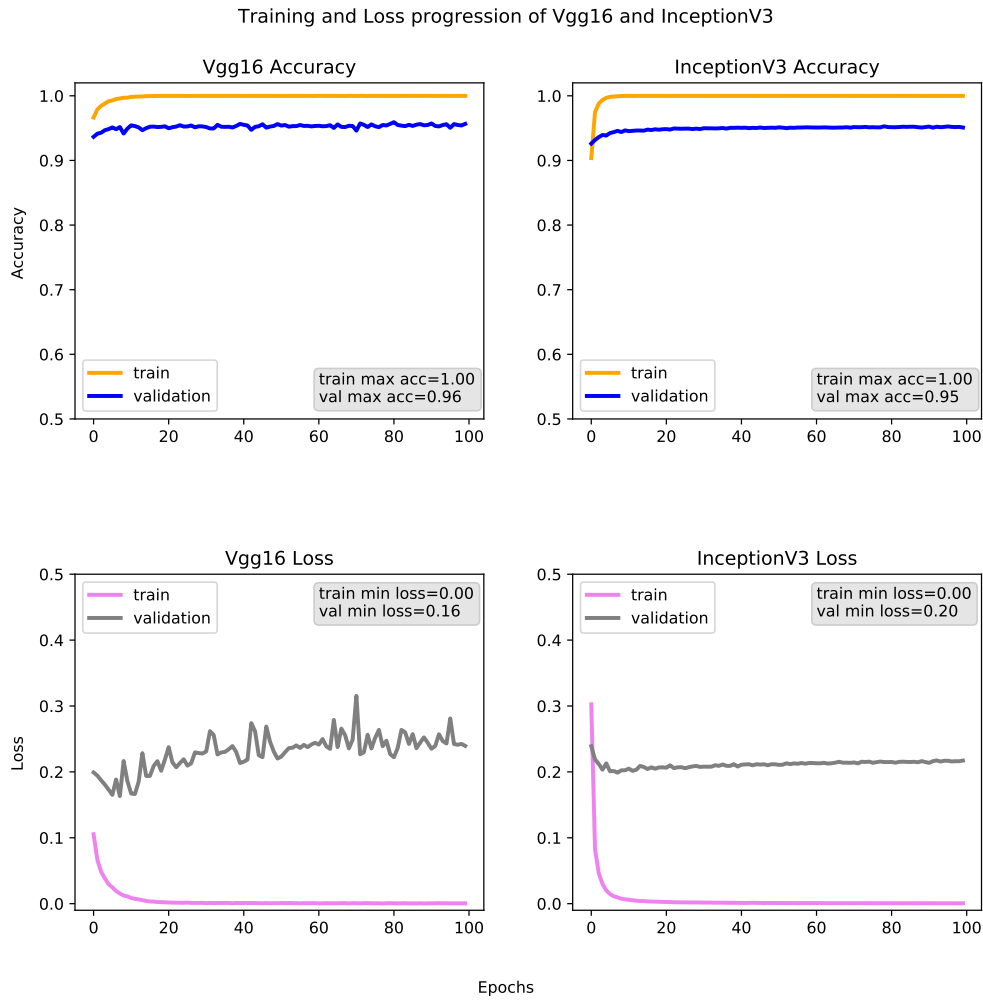 Training and Loss progression of Vgg16 and InceptionV3
Vgg16 Accuracy
Accuracy
1.0
0.9
0.8
0.7
0.6
0.5
train
validation
train max acc=1.00
val max acc=0.96
0 20 40 60 80 100
InceptionV3 Accuracy
1.0
0.9
0.8
0.7
0.6
0.5
train
validation
train max acc=1.00
val max acc=0.95
0 20 40 60 80 100
Vgg16 Loss
Loss
0.5
0.4
0.3
0.2
0.1
0.0
train
validation
train min loss=0.00
val min loss=0.16
0 20 40 60 80 100
InceptionV3 Loss
0.5
0.4
0.3
0.2
0.1
0.0
train
validation
train min loss=0.00
val min loss=0.20
0 20 40 60 80 100
Epochs